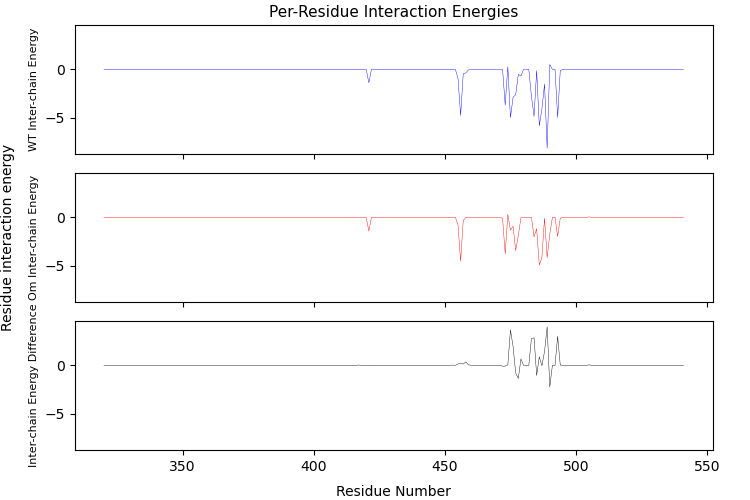 Per-Residue Interaction Energies
Residue interaction energy
WT Inter-chain Energy
0
−5
Om Inter-chain Energy
0
−5
Inter-chain Energy Difference
0
−5
350
400
450
500
550
Residue Number